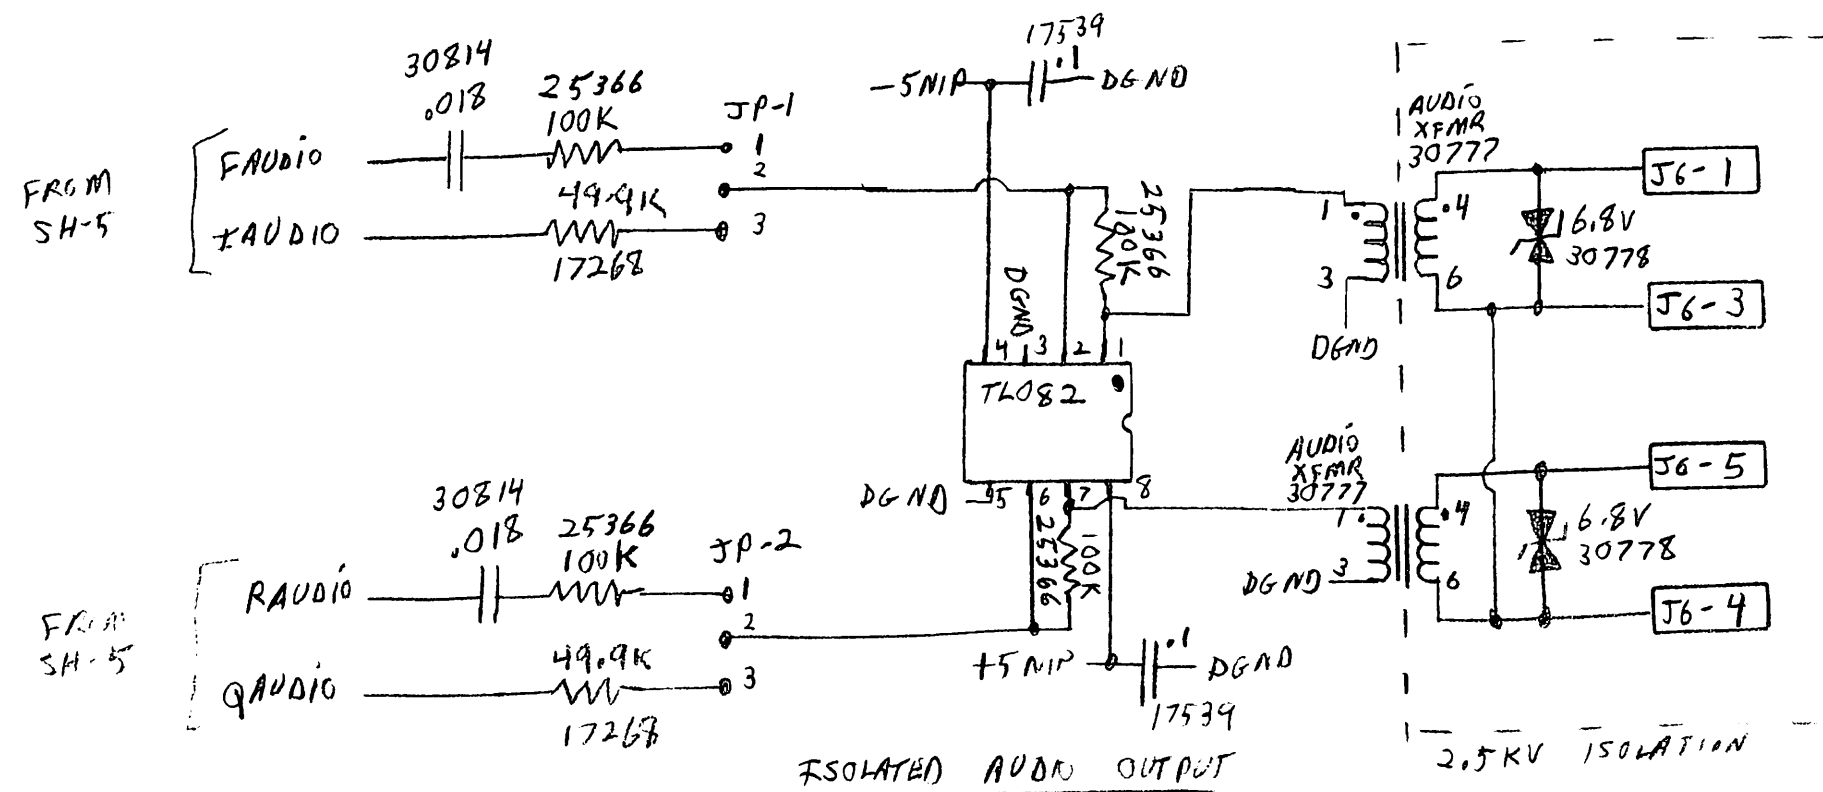 17539
.1
-5NIP
DGND
30814
.018
25366
100K
JP-1
1
2
3
FROM
SH-5
FAUDIO
IAUDIO
49.9K
17268
25366
100K
DGND
4
3
2
1
TL082
AUDIO
XFMR
30777
1
3
DGND
.4
6
6.8V
30778
J6-1
J6-3
DGND
5
6
7
8
25366
100K
AUDIO
XFMR
30777
1
DGND 3
.4
6
6.8V
30778
J6-5
J6-4
30814
.018
25366
100K
JP-2
1
2
3
FROM
SH-5
RAUDIO
QAUDIO
49.9K
17268
+5NIP
.1
DGND
17539
2.5KV ISOLATION
ISOLATED AUDIO OUTPUT